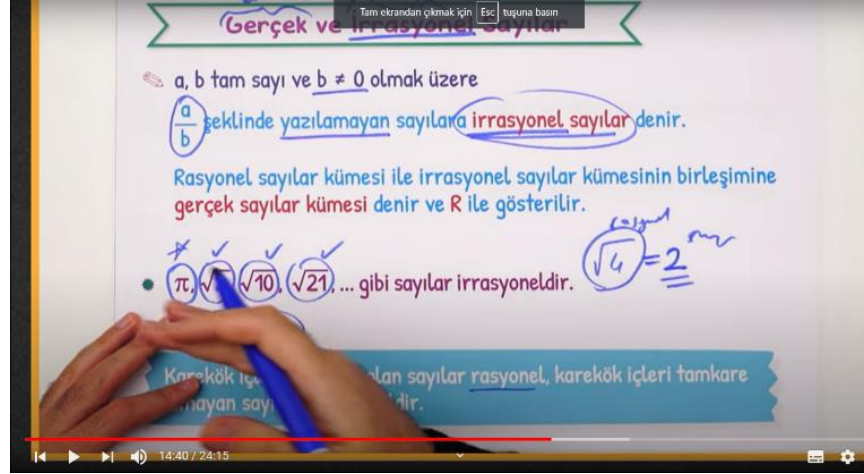 Tam ekrandan çıkmak için Esc tuşuna basın
Gerçek ve İrrasyonel Sayılar
a, b tam sayı ve b ≠ 0 olmak üzere
a/b şeklinde yazılamayan sayılara irrasyonel sayılar denir.
Rasyonel sayılar kümesi ile irrasyonel sayılar kümesinin birleşimine
gerçek sayılar kümesi denir ve R ile gösterilir.
√4 = 2
π, √10, √21, ... gibi sayılar irrasyoneldir.
Karekök olan sayılar rasyonel, karekök içleri tamkare
14:40 / 24:15